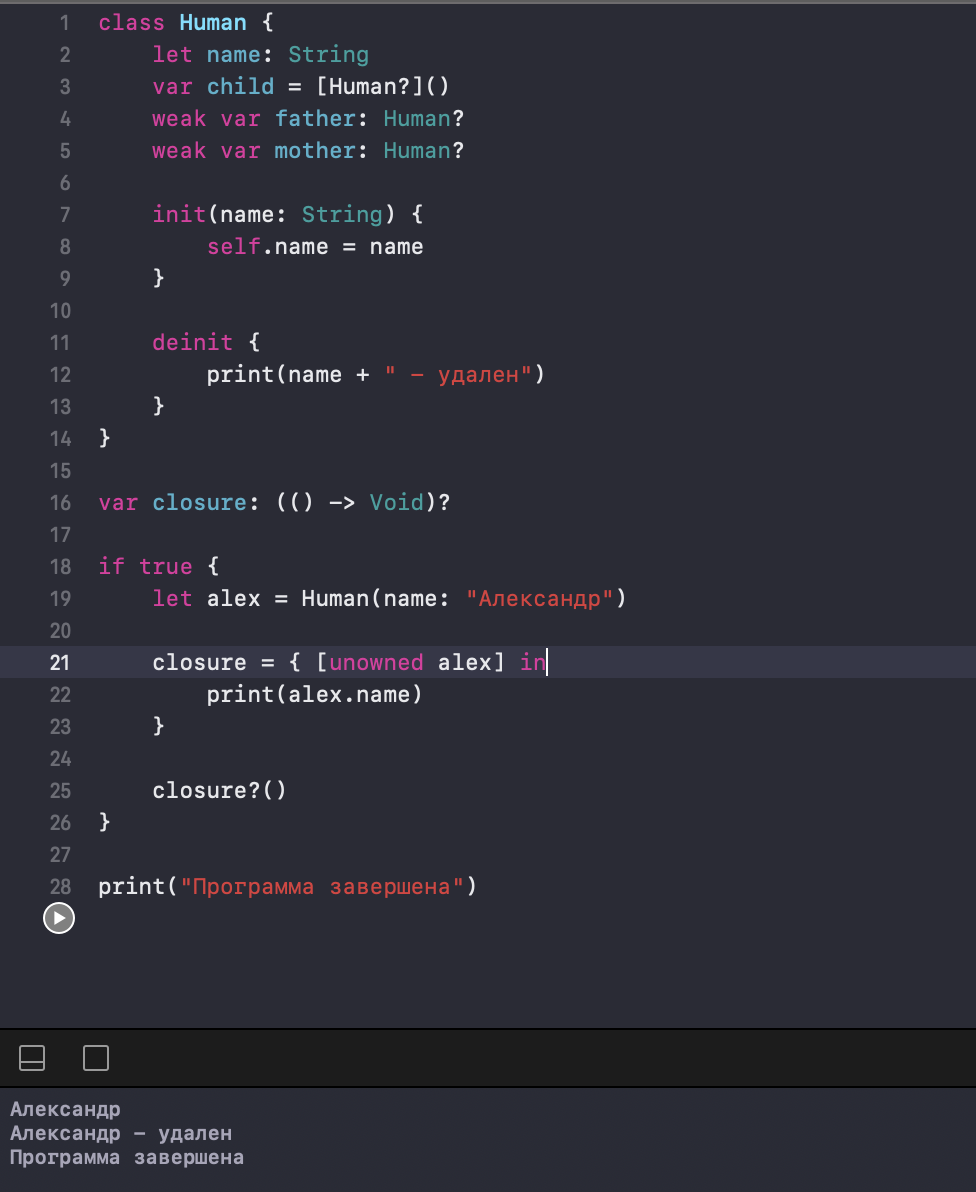 1 class Human {
2     let name: String
3     var child = [Human?]()
4     weak var father: Human?
5     weak var mother: Human?
6
7     init(name: String) {
8         self.name = name
9     }
10
11     deinit {
12         print(name + " – удален")
13     }
14 }
15
16 var closure: (() -> Void)?
17
18 if true {
19     let alex = Human(name: "Александр")
20
21     closure = { [unowned alex] in
22         print(alex.name)
23     }
24
25     closure?()
26 }
27
28 print("Программа завершена")
Александр
Александр – удален
Программа завершена